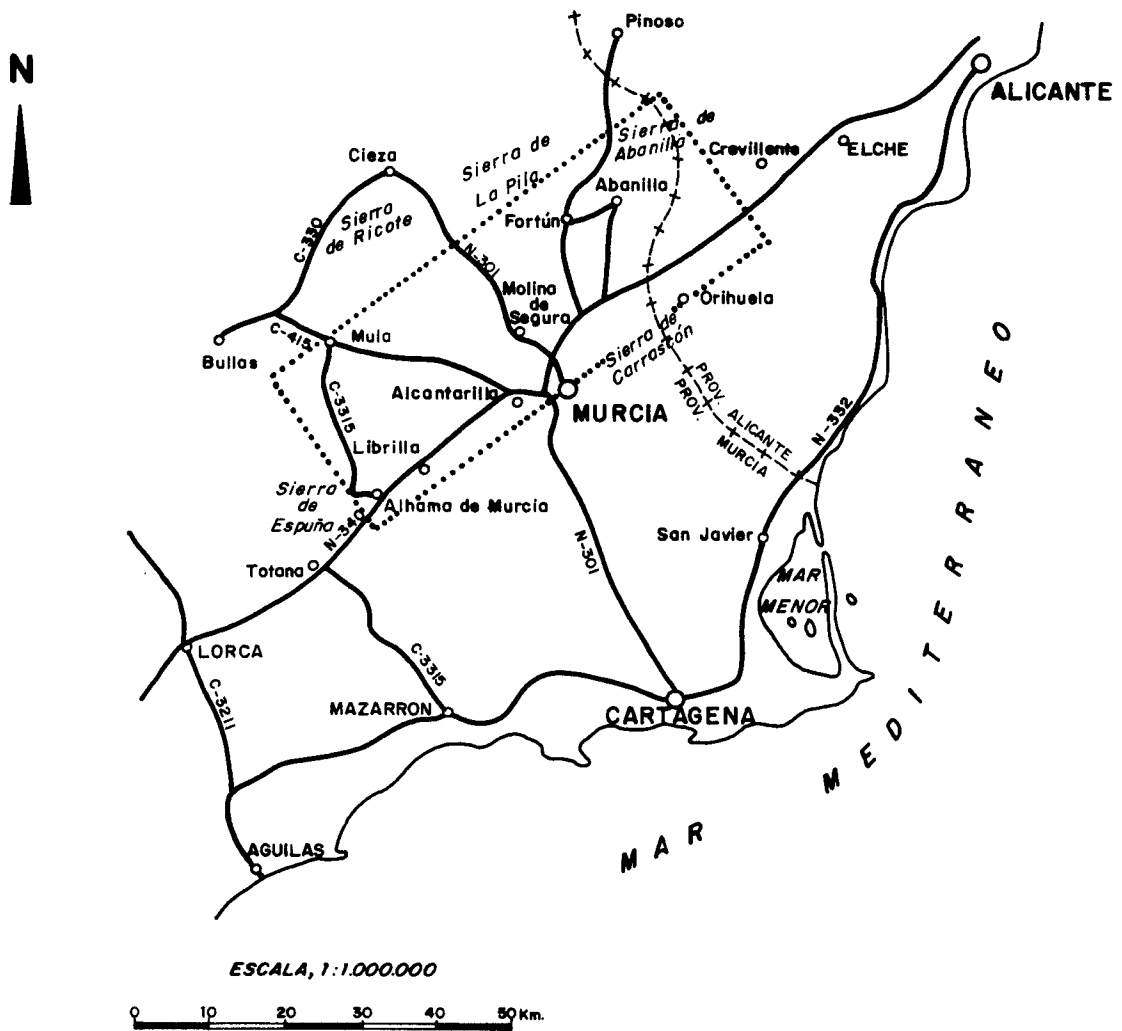 N
Pinoso
ALICANTE
Sierra de
Abanilla
Crevillente
ELCHE
Cieza
Sierra de
La Pila
Abanilla
Fortún
Sierra
de Ricote
C-330
N-301
Molina
de
Segura
Orihuela
C-415
Mula
Bullas
Sierra de
Carrascón
Alcantarilla
MURCIA
C-3315
PROV. ALICANTE
PROV. MURCIA
N-332
Librilla
Sierra
de
Espuña
Alhama de Murcia
N-340
N-301
San Javier
Totana
MAR
MENOR
LORCA
C-3315
C-3211
MAZARRON
CARTAGENA
MAR MEDITERRANEO
AGUILAS
ESCALA, 1:1.000.000
0 10 20 30 40 50 Km.